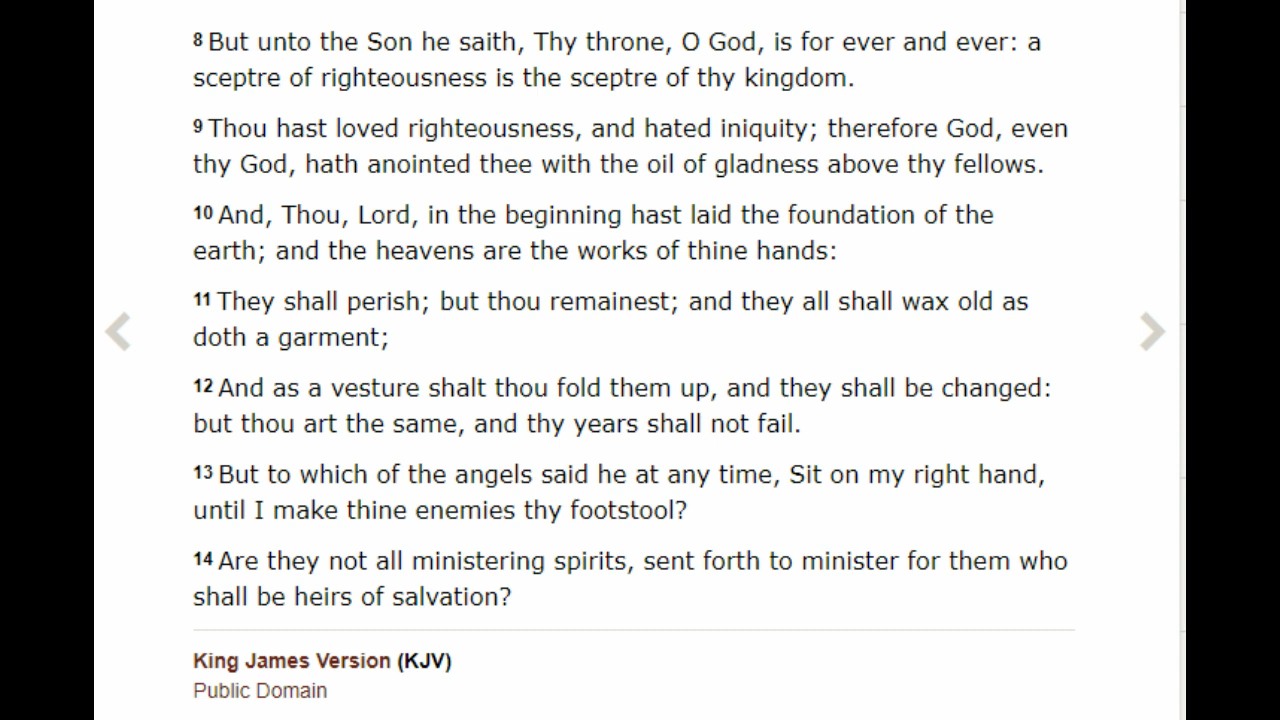 8 But unto the Son he saith, Thy throne, O God, is for ever and ever: a
sceptre of righteousness is the sceptre of thy kingdom.
9 Thou hast loved righteousness, and hated iniquity; therefore God, even
thy God, hath anointed thee with the oil of gladness above thy fellows.
10 And, Thou, Lord, in the beginning hast laid the foundation of the
earth; and the heavens are the works of thine hands:
11 They shall perish; but thou remainest; and they all shall wax old as
doth a garment;
12 And as a vesture shalt thou fold them up, and they shall be changed:
but thou art the same, and thy years shall not fail.
13 But to which of the angels said he at any time, Sit on my right hand,
until I make thine enemies thy footstool?
14 Are they not all ministering spirits, sent forth to minister for them who
shall be heirs of salvation?
King James Version (KJV)
Public Domain